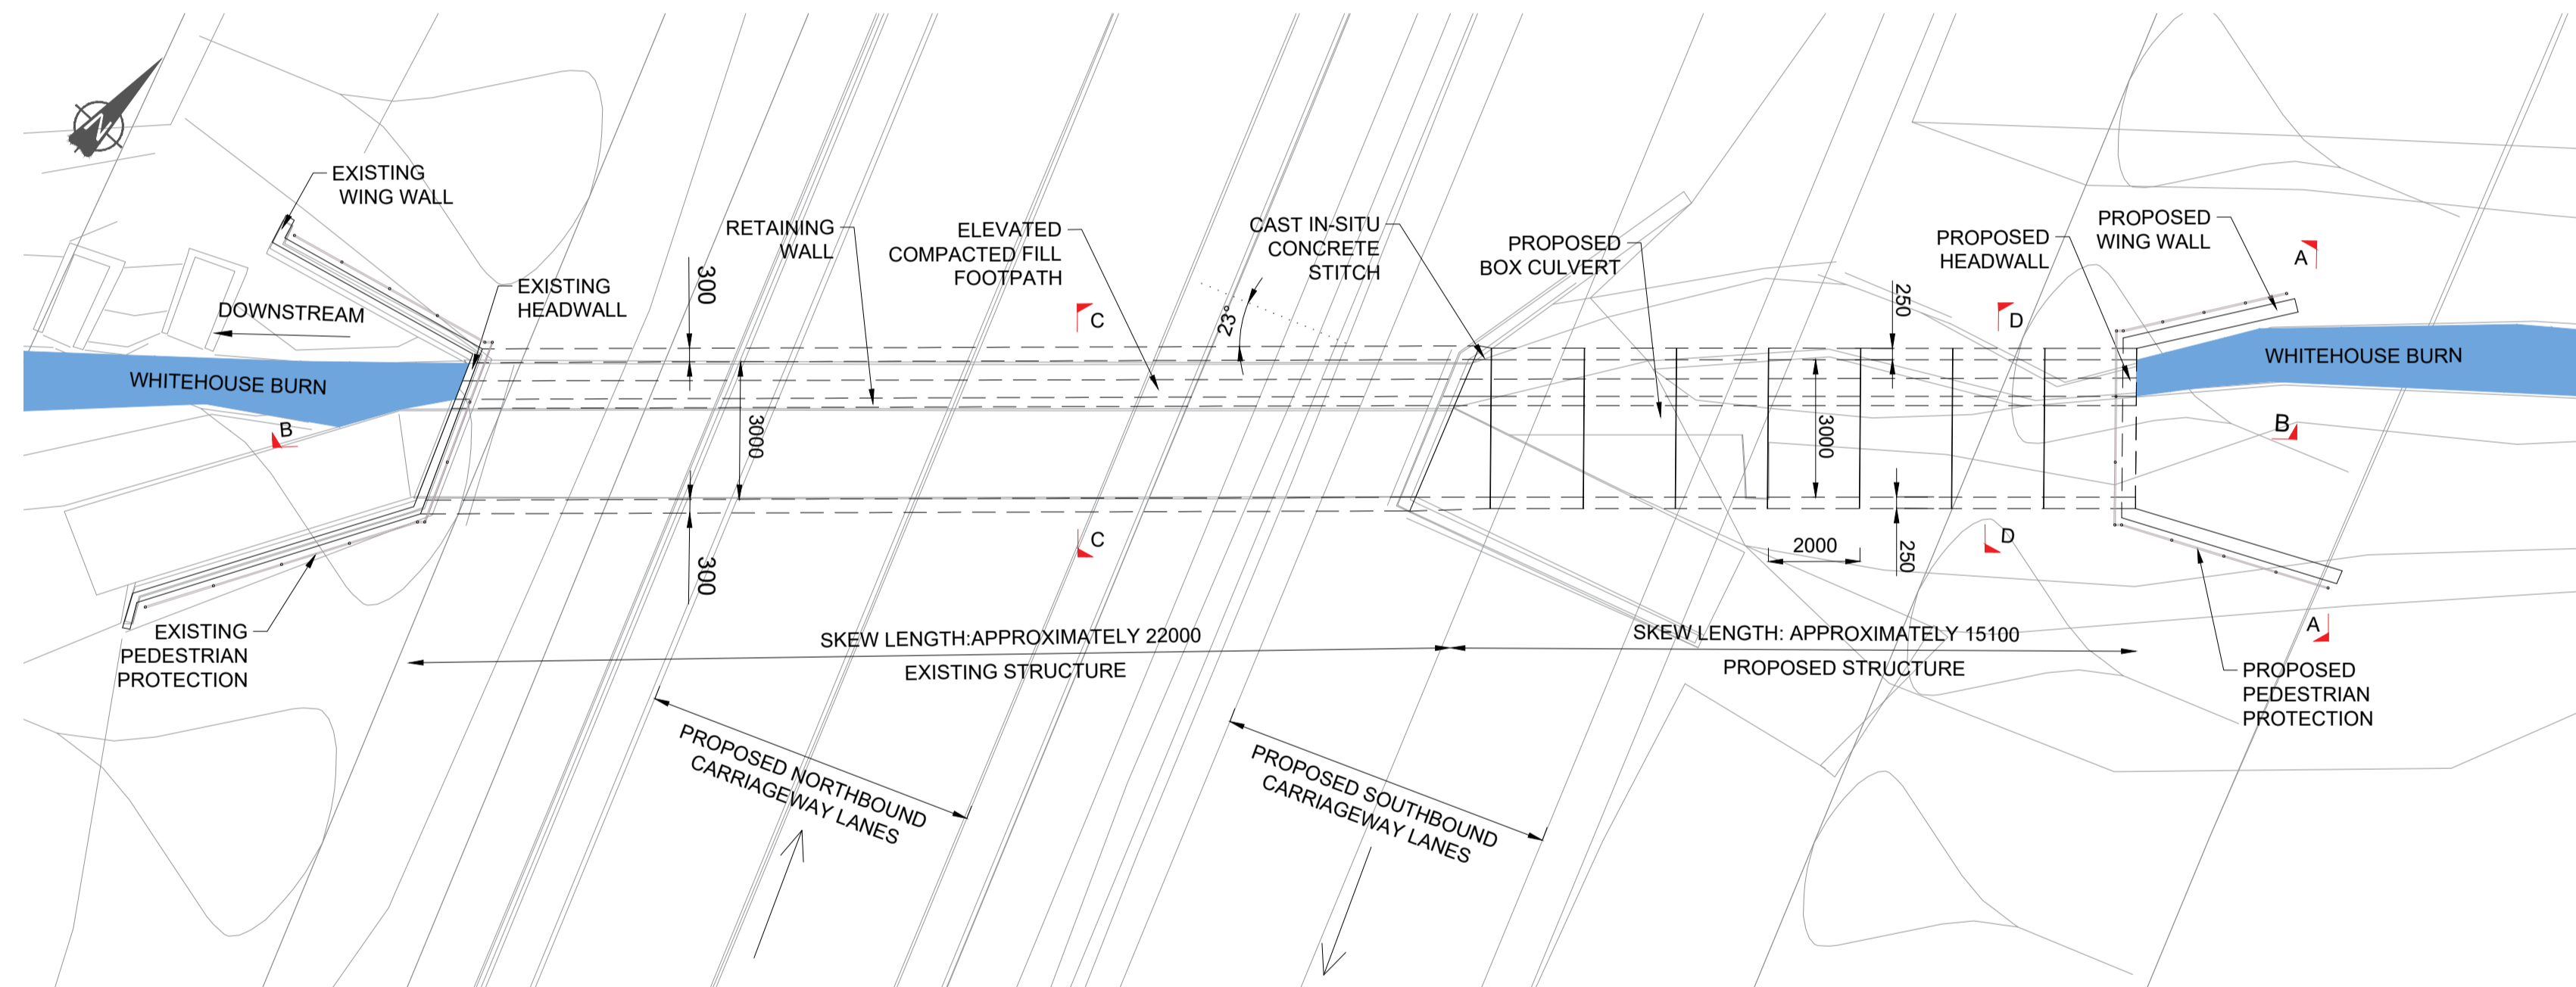 N
EXISTING
WING WALL
DOWNSTREAM
EXISTING
HEADWALL
WHITEHOUSE BURN
B
EXISTING
PEDESTRIAN
PROTECTION
RETAINING
WALL
300
3000
300
ELEVATED
COMPACTED FILL
FOOTPATH
C
C
23°
CAST IN-SITU
CONCRETE
STITCH
PROPOSED
BOX CULVERT
250
3000
250
2000
D
D
PROPOSED
HEADWALL
PROPOSED
WING WALL
A
WHITEHOUSE BURN
B
A
PROPOSED
PEDESTRIAN
PROTECTION
SKEW LENGTH:APPROXIMATELY 22000
EXISTING STRUCTURE
SKEW LENGTH: APPROXIMATELY 15100
PROPOSED STRUCTURE
PROPOSED NORTHBOUND
CARRIAGEWAY LANES
PROPOSED SOUTHBOUND
CARRIAGEWAY LANES